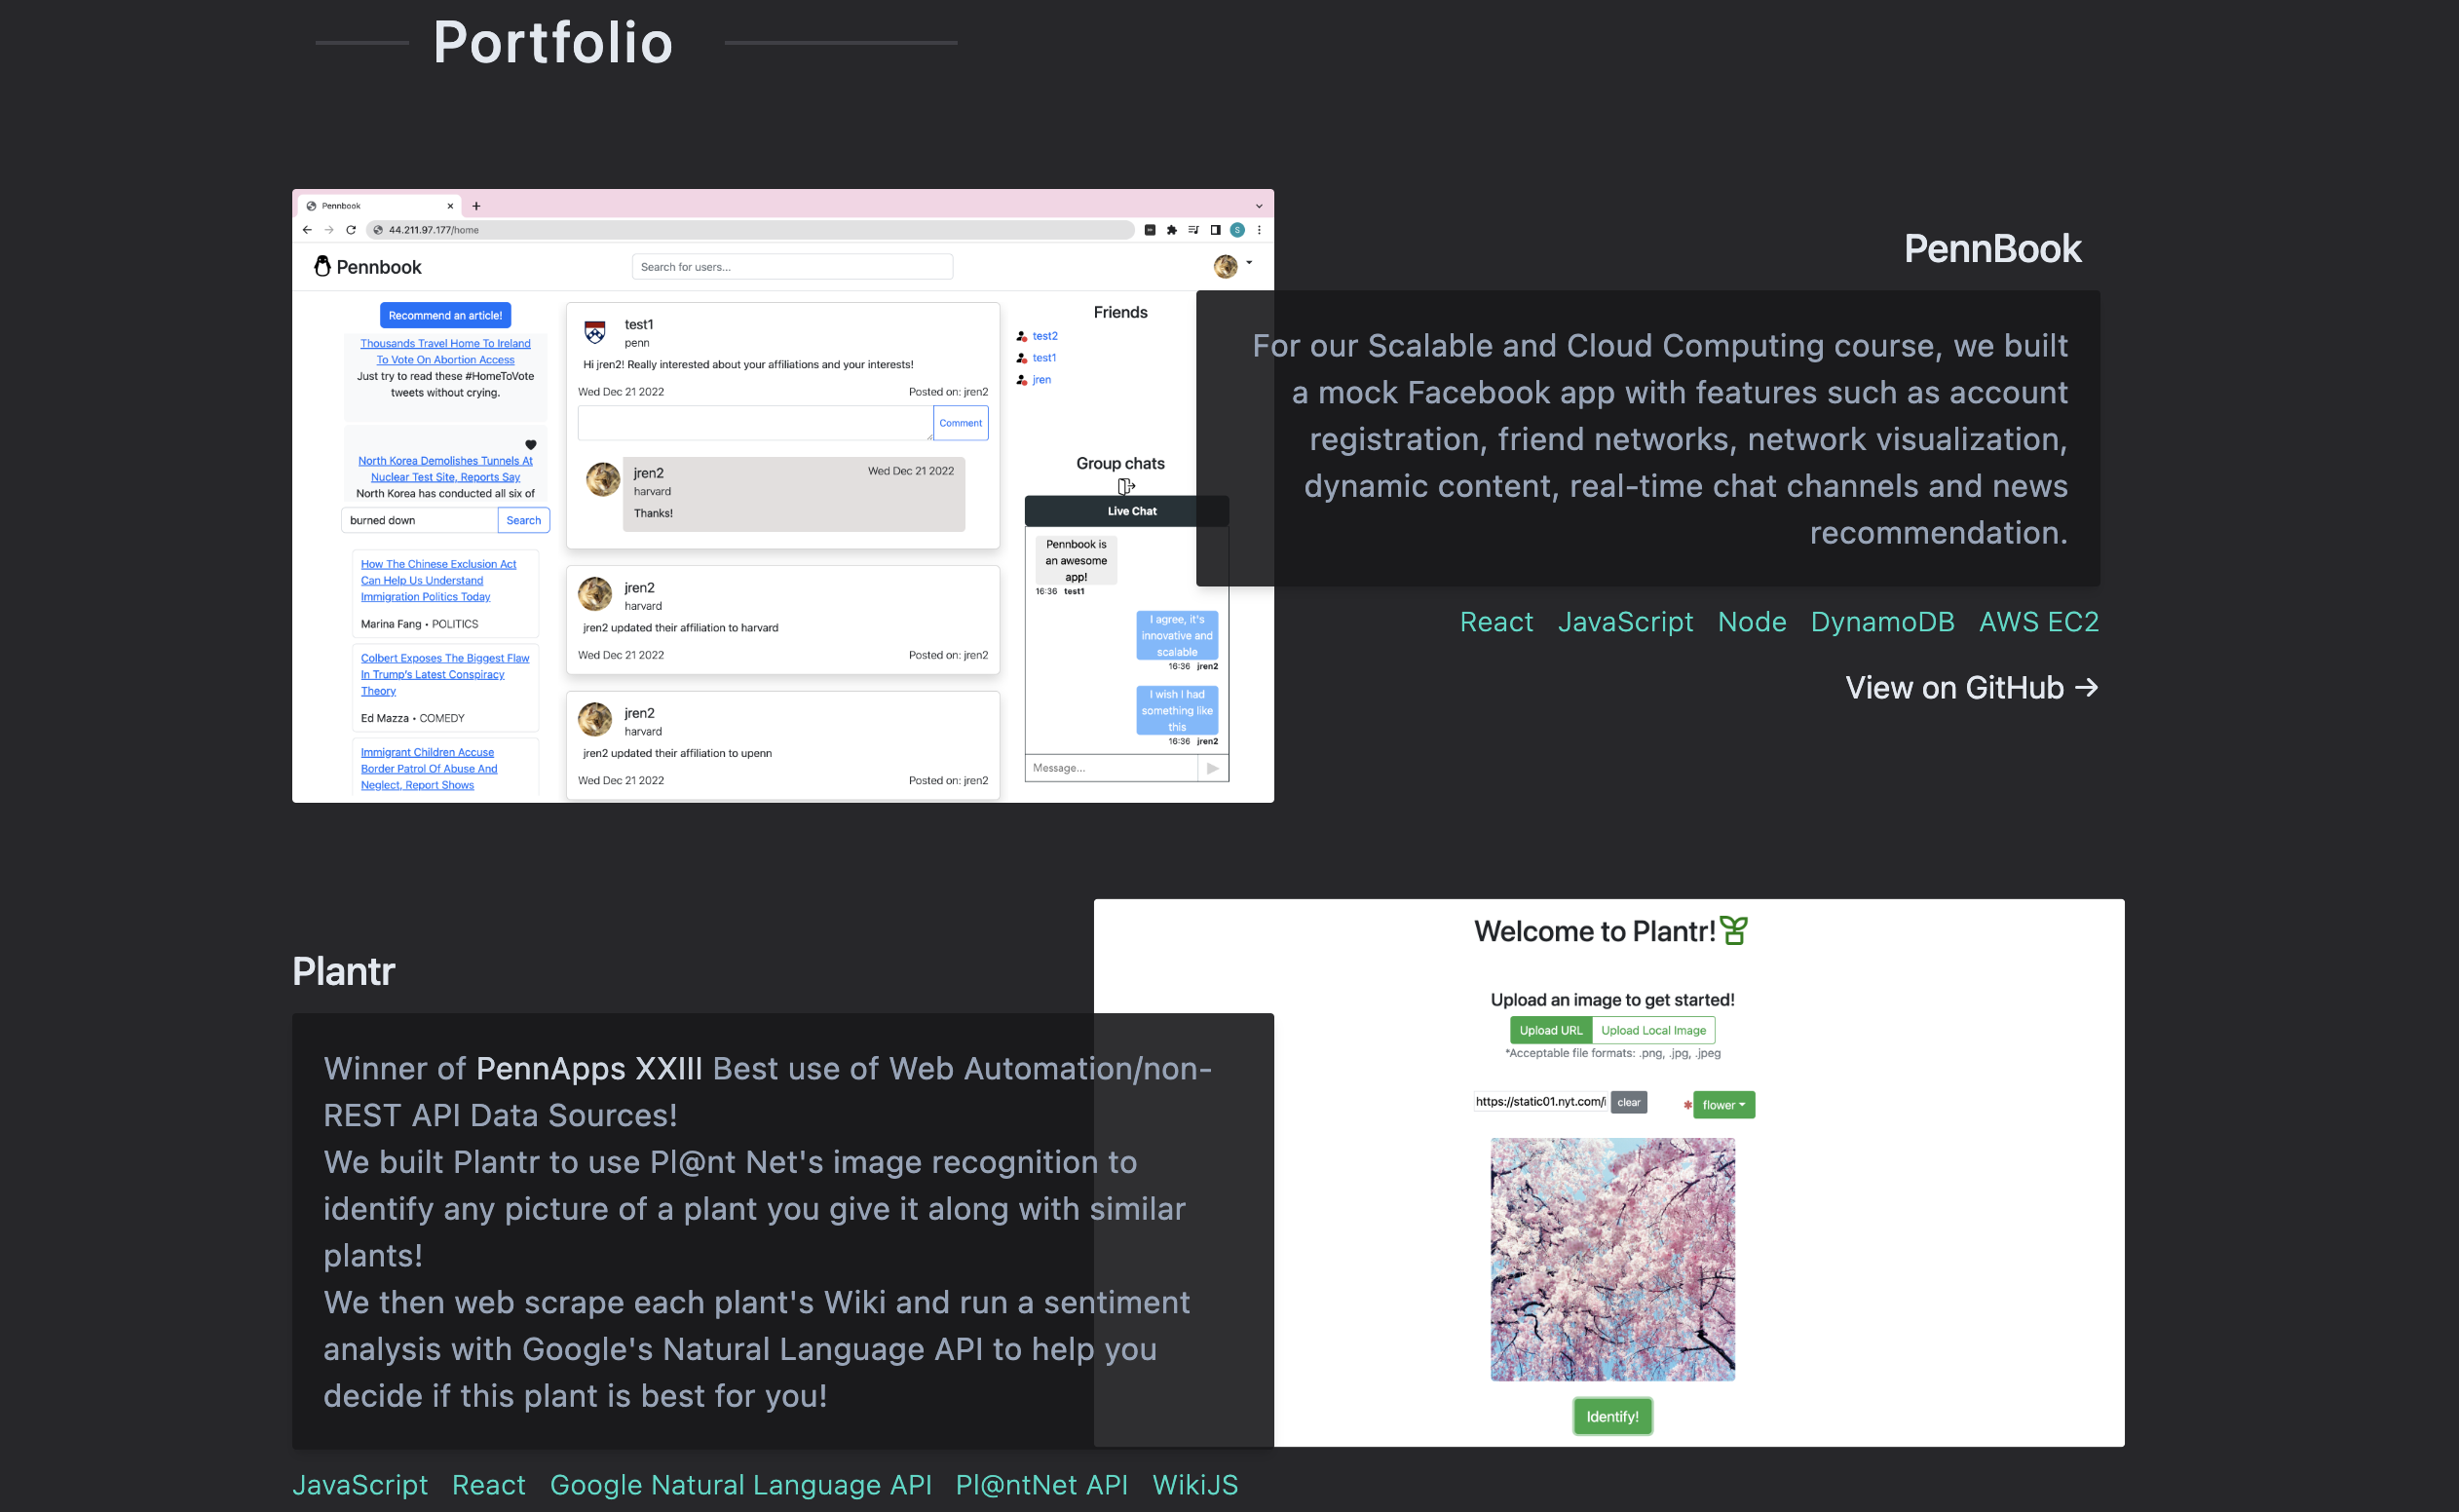 Portfolio
Pennbook
44.211.97.177/home
Pennbook
Search for users...
Recommend an article!
Thousands Travel Home To Ireland
To Vote On Abortion Access
Just try to read these #HomeToVote
tweets without crying.
North Korea Demolishes Tunnels At
Nuclear Test Site, Reports Say
North Korea has conducted all six of
burned down Search
How The Chinese Exclusion Act
Can Help Us Understand
Immigration Politics Today
Marina Fang • POLITICS
Colbert Exposes The Biggest Flaw
In Trump's Latest Conspiracy
Theory
Ed Mazza • COMEDY
Immigrant Children Accuse
Border Patrol Of Abuse And
Neglect, Report Shows
test1
penn
Hi jren2! Really interested about your affiliations and your interests!
Wed Dec 21 2022 Posted on: jren2
Comment
jren2 Wed Dec 21 2022
harvard
Thanks!
jren2
harvard
jren2 updated their affiliation to harvard
Wed Dec 21 2022 Posted on: jren2
jren2
harvard
jren2 updated their affiliation to upenn
Wed Dec 21 2022 Posted on: jren2
Friends
test2
test1
jren
Group chats
Live Chat
Pennbook is
an awesome
app!
16:36 test1
I agree, it's
innovative and
scalable
16:36 jren2
I wish I had
something like
this
16:36 jren2
Message...
S
PennBook
For our Scalable and Cloud Computing course, we built
a mock Facebook app with features such as account
registration, friend networks, network visualization,
dynamic content, real-time chat channels and news
recommendation.
React JavaScript Node DynamoDB AWS EC2
View on GitHub →
Plantr
Winner of PennApps XXIII Best use of Web Automation/non-
REST API Data Sources!
We built Plantr to use Pl@nt Net's image recognition to
identify any picture of a plant you give it along with similar
plants!
We then web scrape each plant's Wiki and run a sentiment
analysis with Google's Natural Language API to help you
decide if this plant is best for you!
JavaScript React Google Natural Language API Pl@ntNet API WikiJS
Welcome to Plantr!
Upload an image to get started!
Upload URL Upload Local Image
*Acceptable file formats: .png, .jpg, .jpeg
https://static01.nyt.com/i clear * flower
Identify!